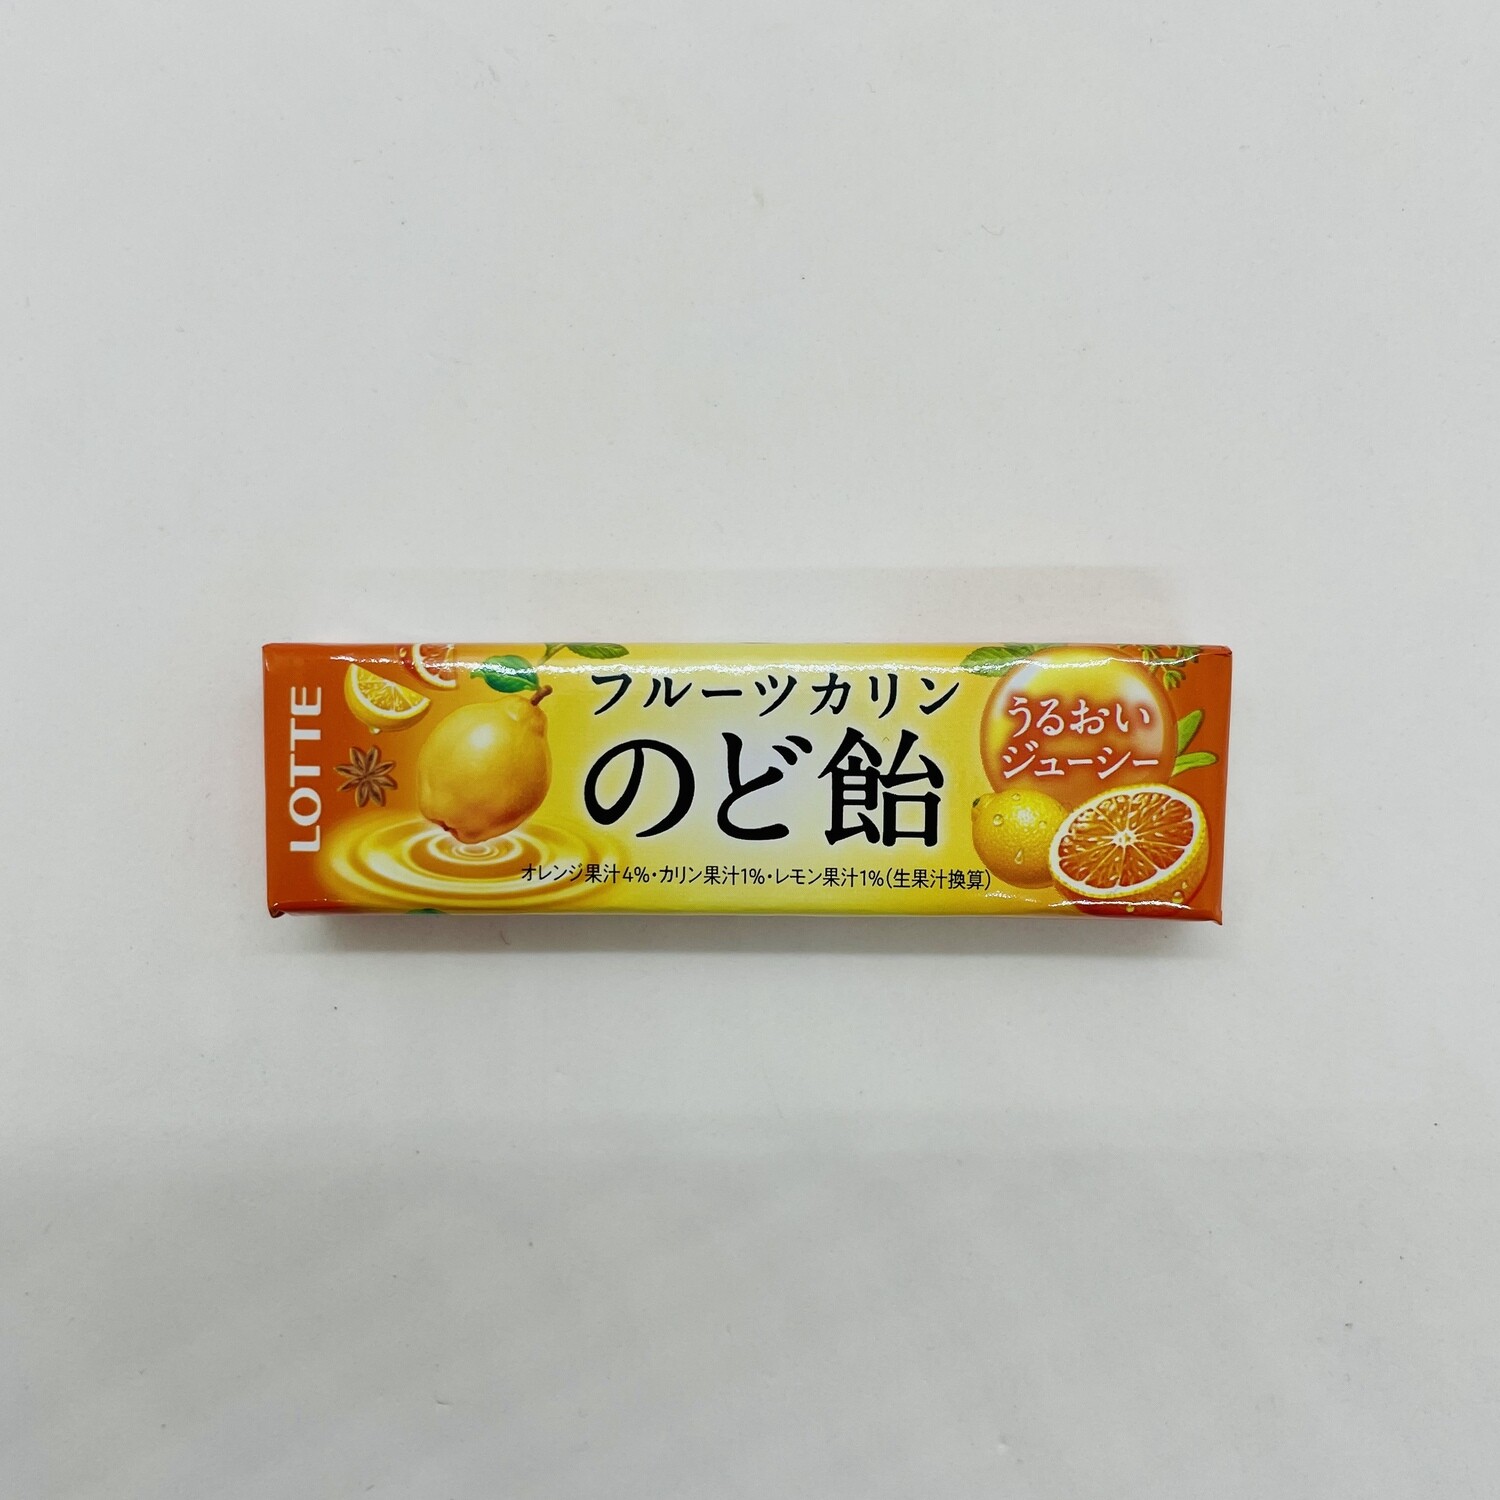 LOTTE
フルーツカリン
のど飴
オレンジ果汁4%・カリン果汁1%・レモン果汁1%(生果汁換算)
うるおい
ジューシー